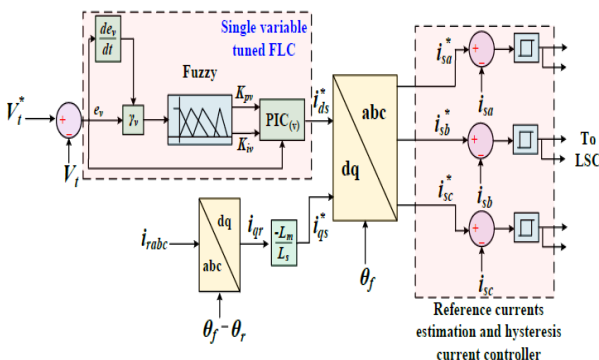 Single variable
tuned FLC
de_v
dt
Fuzzy
V_t^*
+
-
e_v
γ_v
K_pv
K_iv
PIC_(v)
V_t
i_ds^*
abc
dq
i_sa^*
+
-
i_sa
i_sb^*
+
-
i_sb
i_sc^*
+
-
i_sc
To
LSC
i_rabc
dq
abc
i_qr
-L_m
L_s
i_qs^*
θ_f
θ_f-θ_r
Reference currents
estimation and hysteresis
current controller